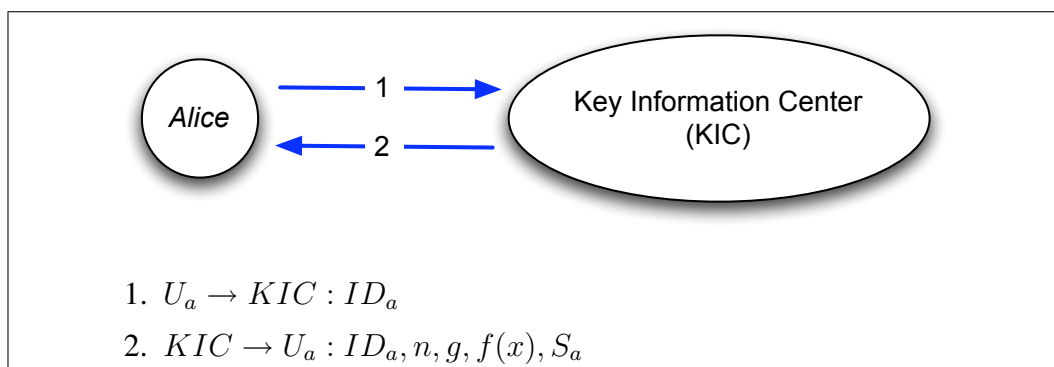 Alice
1
2
Key Information Center
(KIC)
1. U_a → KIC : ID_a
2. KIC → U_a : ID_a, n, g, f(x), S_a